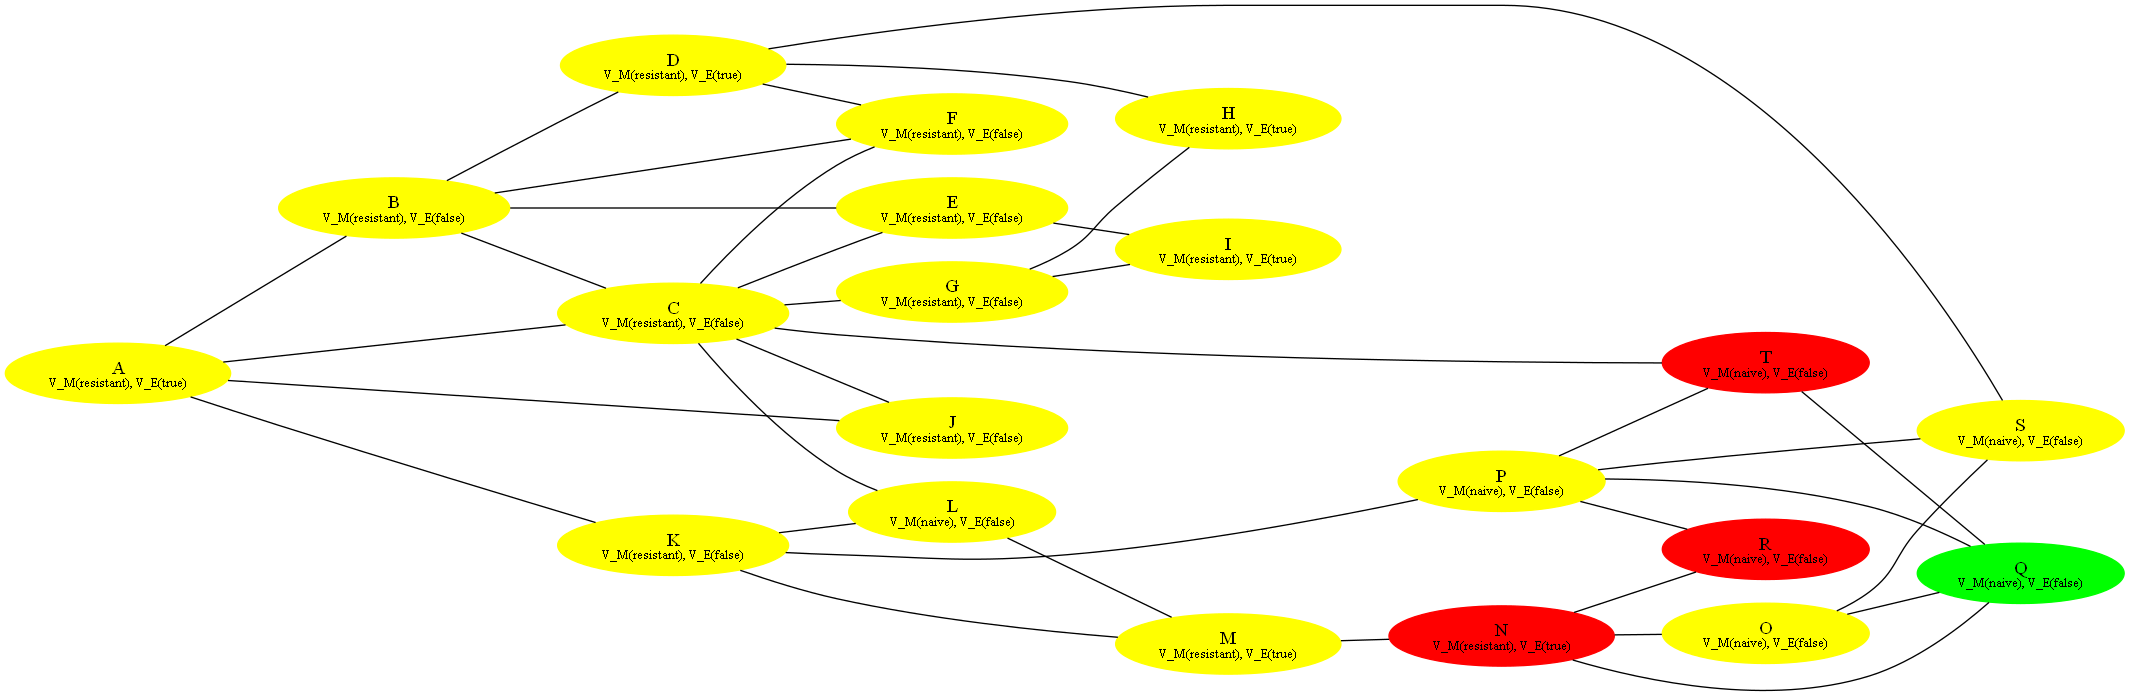 D
V_M(resistant), V_E(true)
F
V_M(resistant), V_E(false)
H
V_M(resistant), V_E(true)
B
V_M(resistant), V_E(false)
E
V_M(resistant), V_E(false)
I
V_M(resistant), V_E(true)
G
V_M(resistant), V_E(false)
C
V_M(resistant), V_E(false)
A
V_M(resistant), V_E(true)
T
V_M(naive), V_E(false)
J
V_M(resistant), V_E(false)
S
V_M(naive), V_E(false)
P
V_M(naive), V_E(false)
L
V_M(naive), V_E(false)
K
V_M(resistant), V_E(false)
R
V_M(naive), V_E(false)
Q
V_M(naive), V_E(false)
M
V_M(resistant), V_E(true)
N
V_M(resistant), V_E(true)
O
V_M(naive), V_E(false)